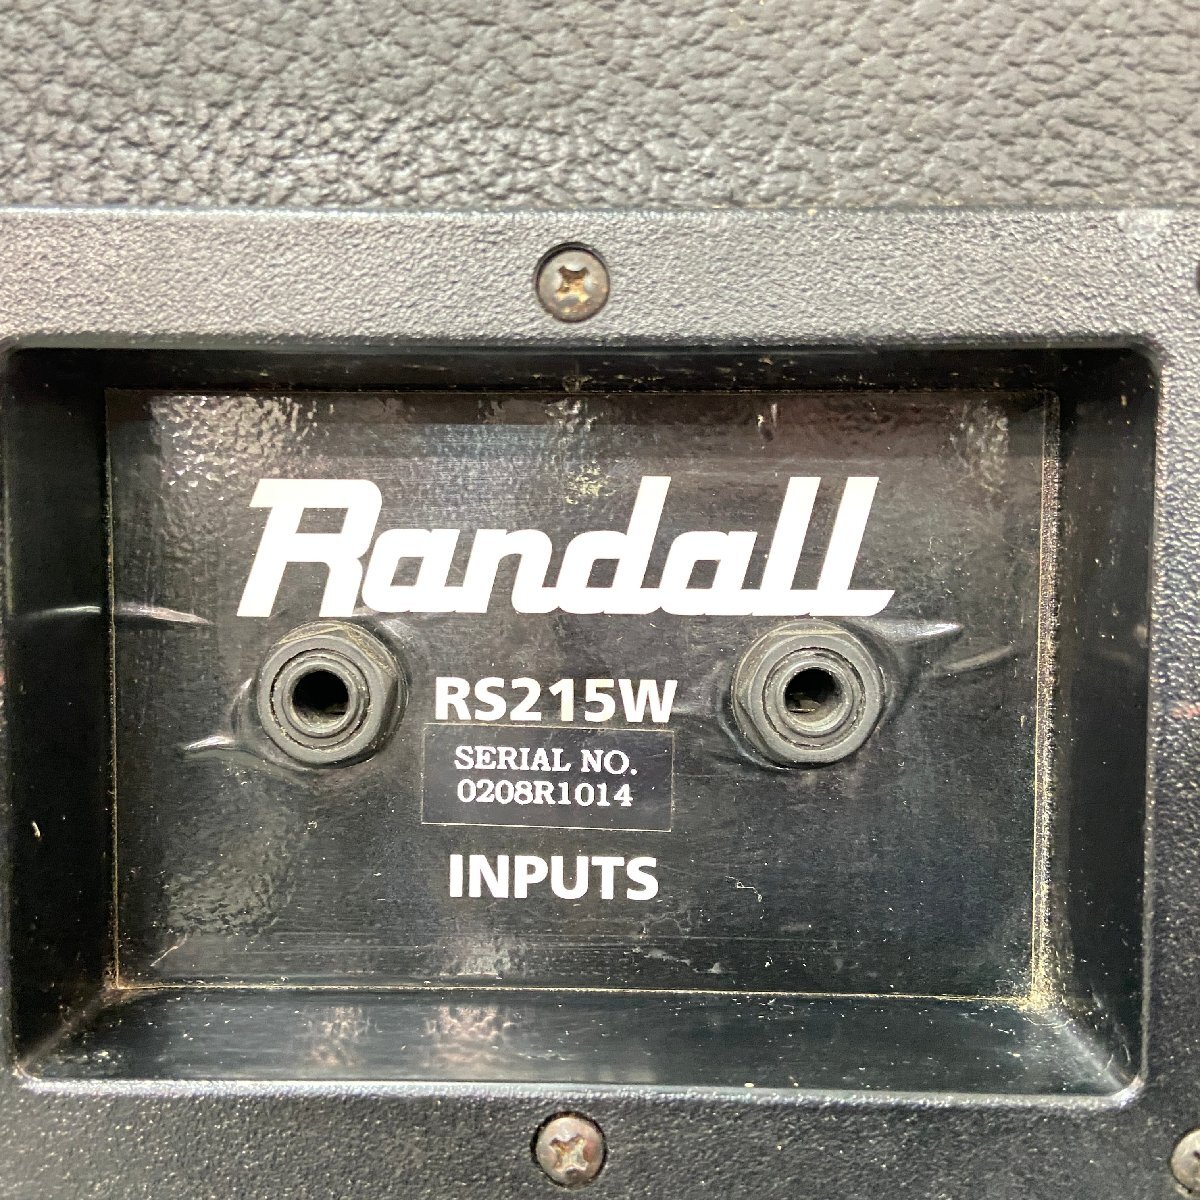 Randall
RS215W
SERIAL NO.
0208R1014
INPUTS